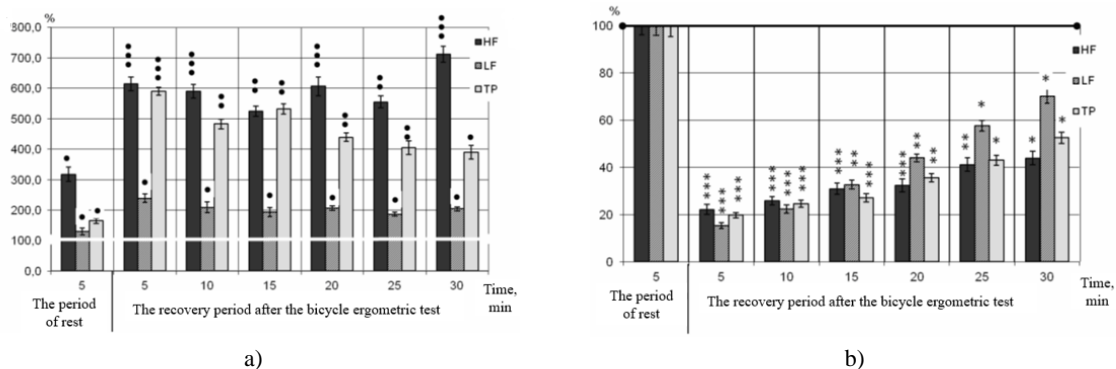 %
800,0
700,0
600,0
500,0
400,0
300,0
200,0
100,0
0,0
HF
LF
TP
5 5 10 15 20 25 30
Time,
min
The period
of rest
The recovery period after the bicycle ergometric test
a)
%
100
80
60
40
20
0
HF
LF
TP
*** *** ***
*** *** ***
*** ** ***
*** ** **
** * *
* * *
5 5 10 15 20 25 30
Time,
min
The period
of rest
The recovery period after the bicycle ergometric test
b)